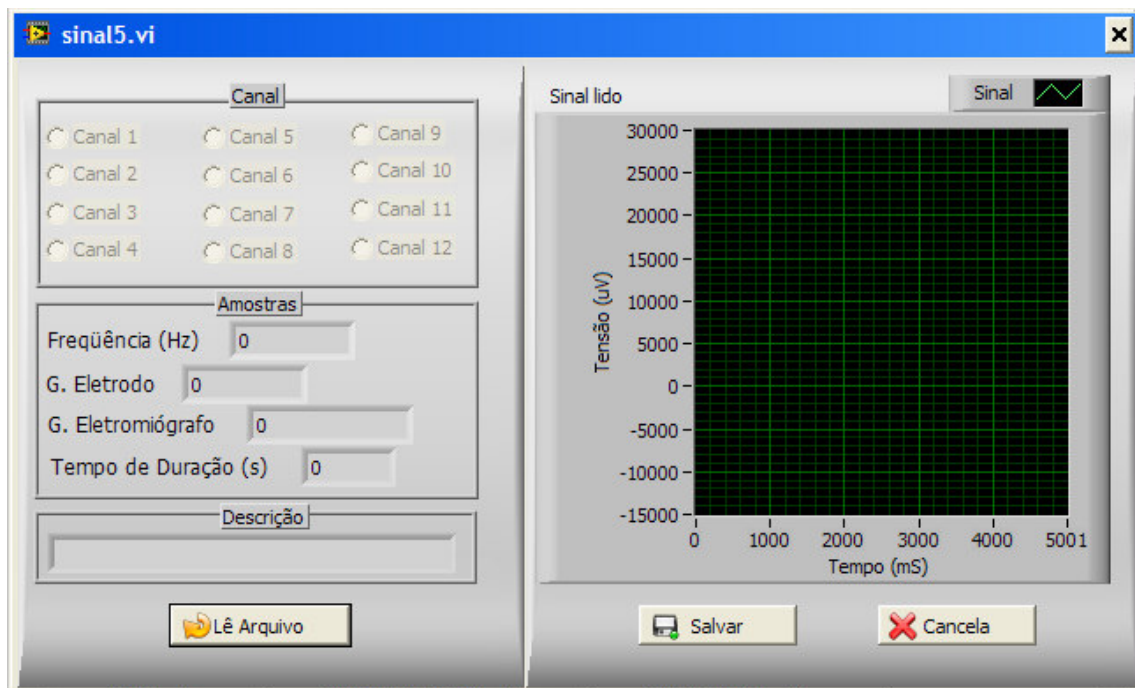 sinal5.vi
Canal
Canal 1
Canal 5
Canal 9
Canal 2
Canal 6
Canal 10
Canal 3
Canal 7
Canal 11
Canal 4
Canal 8
Canal 12
Amostras
Freqüência (Hz) 0
G. Eletrodo 0
G. Eletromiógrafo 0
Tempo de Duração (s) 0
Descrição
Lê Arquivo
Sinal lido
Sinal
Tensão (uV)
30000
25000
20000
15000
10000
5000
0
-5000
-10000
-15000
0 1000 2000 3000 4000 5001
Tempo (mS)
Salvar
Cancela